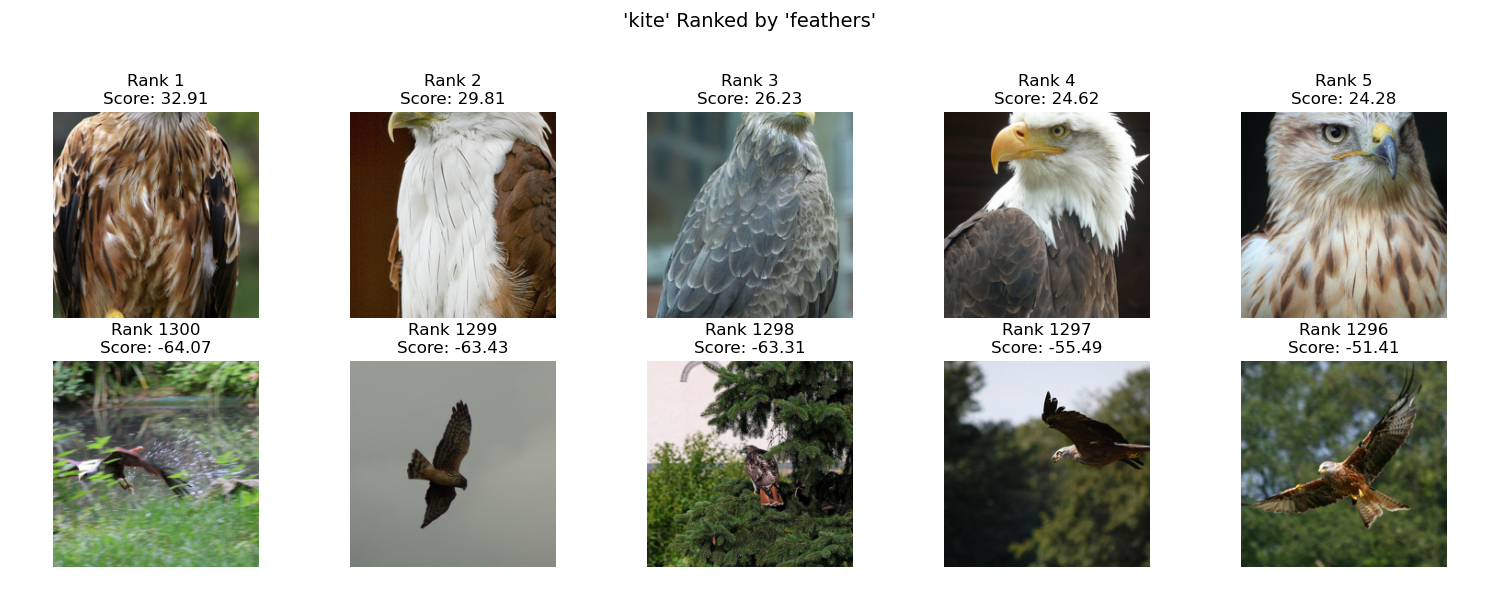 'kite' Ranked by 'feathers'
Rank 1
Score: 32.91
Rank 2
Score: 29.81
Rank 3
Score: 26.23
Rank 4
Score: 24.62
Rank 5
Score: 24.28
Rank 1300
Score: -64.07
Rank 1299
Score: -63.43
Rank 1298
Score: -63.31
Rank 1297
Score: -55.49
Rank 1296
Score: -51.41